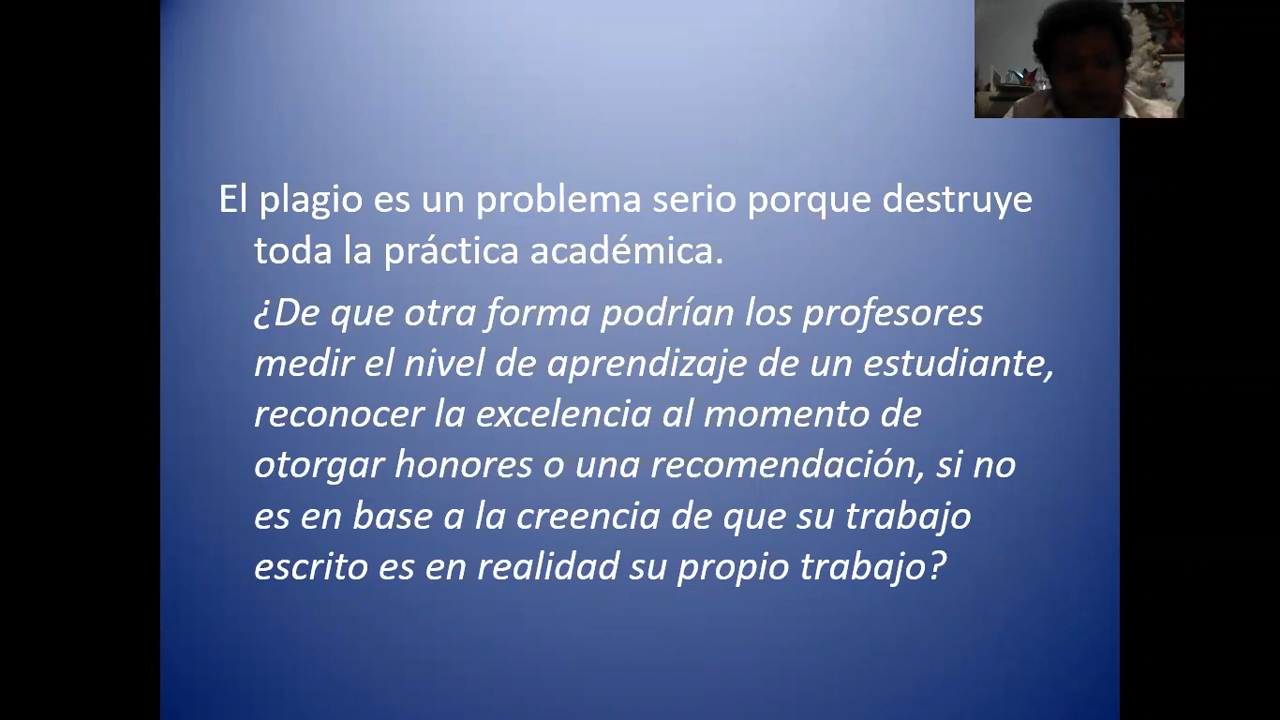 El plagio es un problema serio porque destruye
toda la práctica académica.
¿De que otra forma podrían los profesores
medir el nivel de aprendizaje de un estudiante,
reconocer la excelencia al momento de
otorgar honores o una recomendación, si no
es en base a la creencia de que su trabajo
escrito es en realidad su propio trabajo?